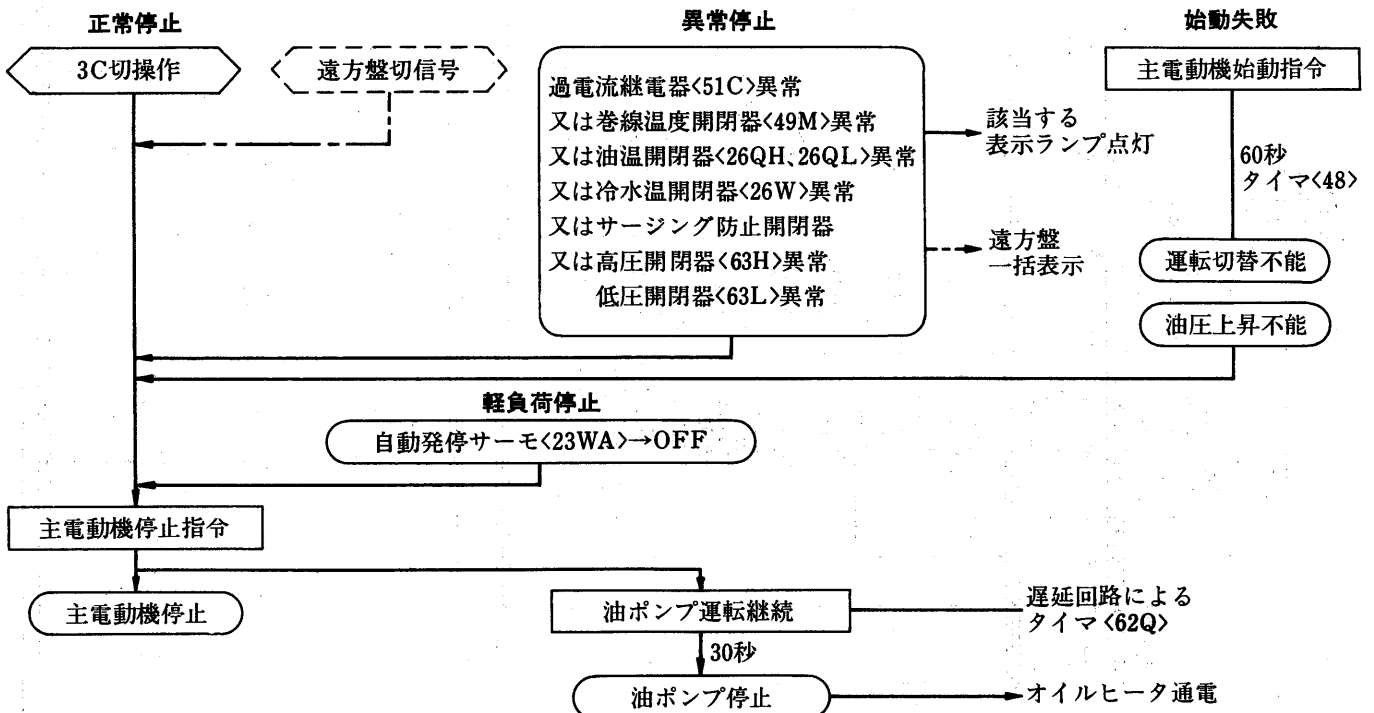 正常停止
3C切操作
遠方盤切信号
異常停止
過電流継電器<51C>異常
又は巻線温度開閉器<49M>異常
又は油温開閉器<26QH、26QL>異常
又は冷水温開閉器<26W>異常
又はサージング防止開閉器
又は高圧開閉器<63H>異常
低圧開閉器<63L>異常
該当する
表示ランプ点灯
遠方盤
一括表示
始動失敗
主電動機始動指令
60秒
タイマ<48>
運転切替不能
油圧上昇不能
軽負荷停止
自動発停サーモ<23WA>→OFF
主電動機停止指令
主電動機停止
油ポンプ運転継続
遅延回路による
タイマ<62Q>
30秒
油ポンプ停止
オイルヒータ通電